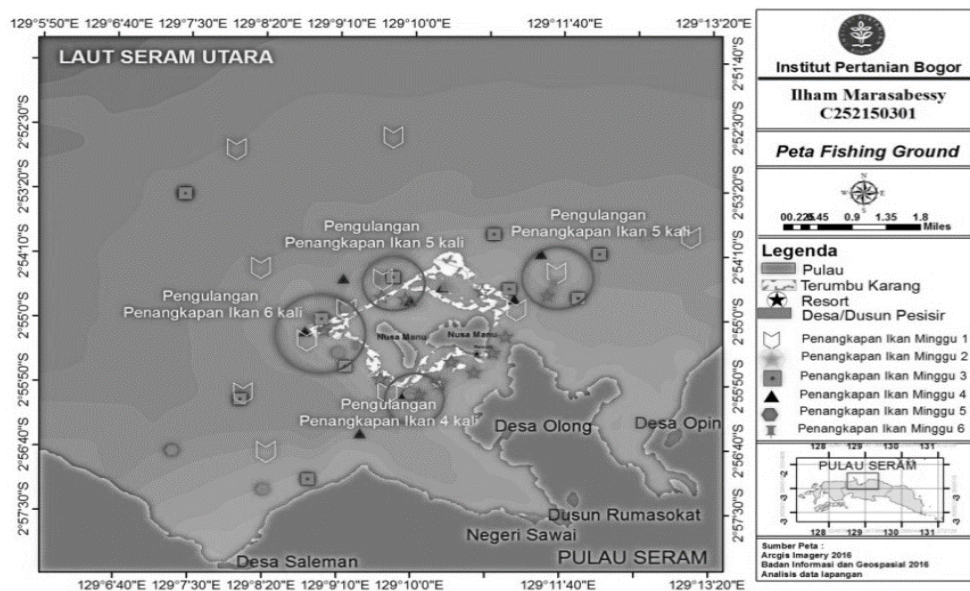 129°5'50"E 129°6'40"E 129°7'30"E 129°8'20"E 129°9'10"E 129°10'0"E 129°11'40"E 129°13'20"E
LAUT SERAM UTARA
2°51'40"S
2°52'30"S 2°52'30"S
2°53'20"S 2°53'20"S
2°54'10"S 2°54'10"S
2°55'0"S 2°55'0"S
2°55'50"S 2°55'50"S
2°56'40"S 2°56'40"S
2°57'30"S 2°57'30"S
Pengulangan
Penangkapan Ikan 5 kali
Pengulangan
Penangkapan Ikan 5 kali
Pengulangan
Penangkapan Ikan 6 kali
Nusa Manu
Nusa Manu
Pengulangan
Penangkapan Ikan 4 kali
Desa Olong
Desa Opin
Dusun Rumasokat
Negeri Sawai
Desa Saleman
PULAU SERAM
129°6'40"E 129°7'30"E 129°8'20"E 129°9'10"E 129°10'0"E 129°11'40"E 129°13'20"E
Institut Pertanian Bogor
Ilham Marasabessy
C252150301
Peta Fishing Ground
N
00.225.45 0.9 1.35 1.8
Miles
Legenda
Pulau
Terumbu Karang
Resort
Desa/Dusun Pesisir
Penangkapan Ikan Minggu 1
Penangkapan Ikan Minggu 2
Penangkapan Ikan Minggu 3
Penangkapan Ikan Minggu 4
Penangkapan Ikan Minggu 5
Penangkapan Ikan Minggu 6
128 129 130 131
PULAU SERAM
-2 -2
-3 -3
-3 -3
128 129 130 131
Sumber Peta :
Arcgis Imagery 2016
Badan Informasi dan Geospasial 2016
Analisis data lapangan